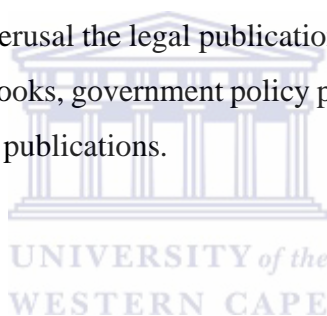 erusal the legal publicatio
ooks, government policy p
publications.
UNIVERSITY of the
WESTERN CAPE